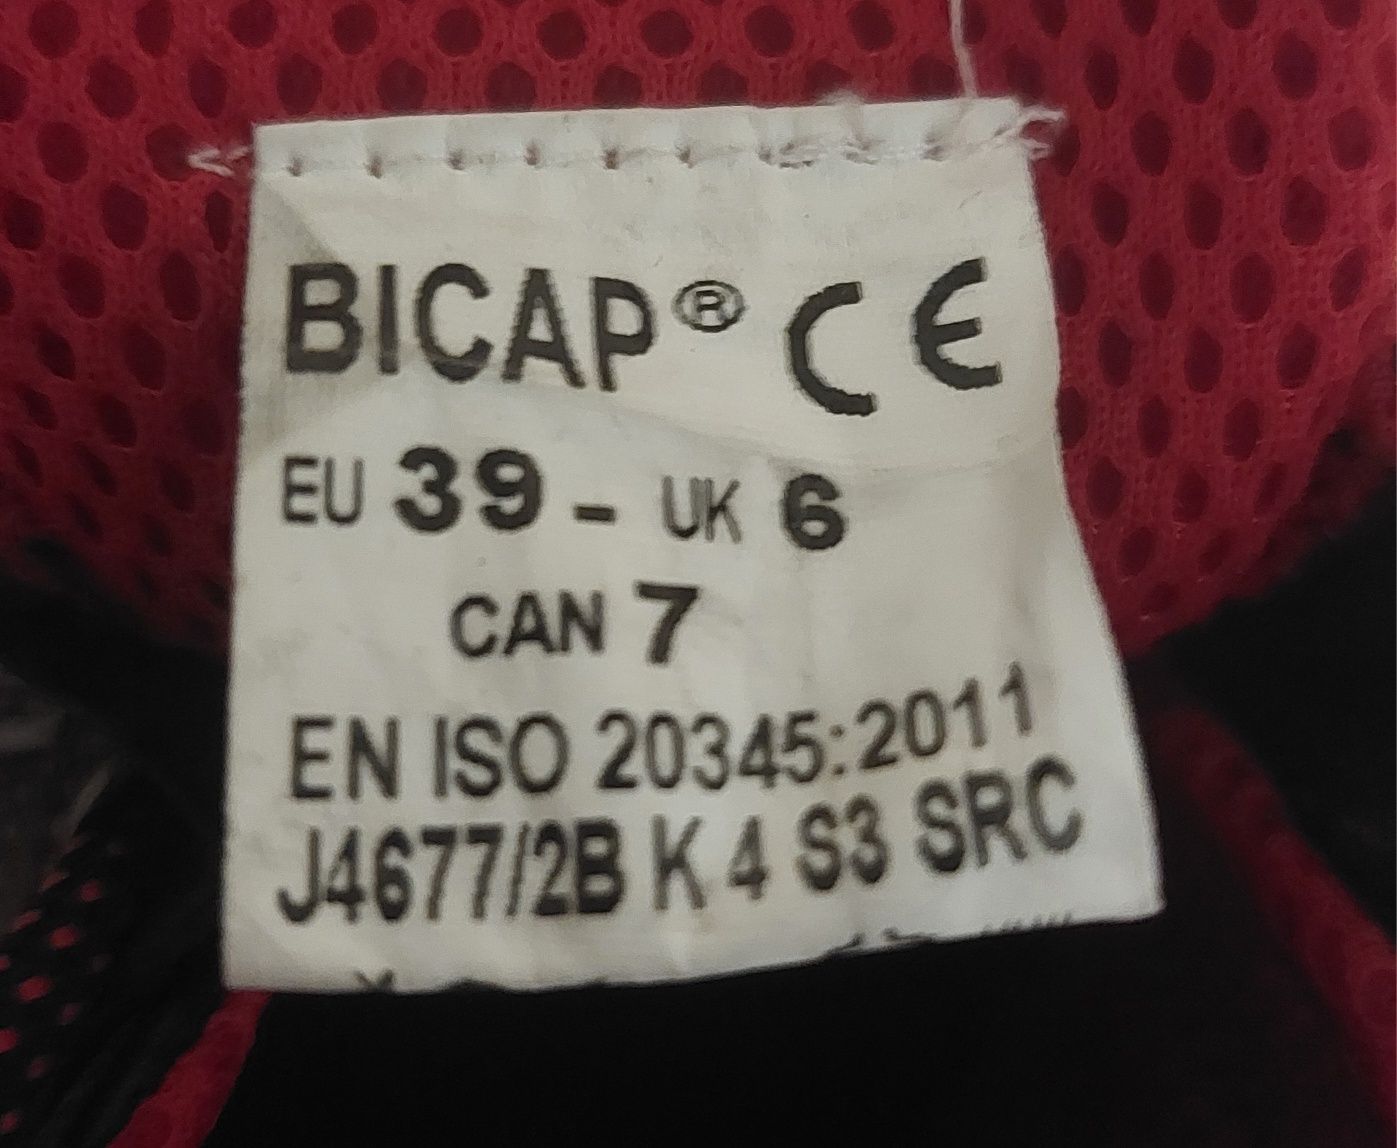 BICAP® CE
EU 39 - UK 6
CAN 7
EN ISO 20345:2011
J4677/2B K 4 S3 SRC